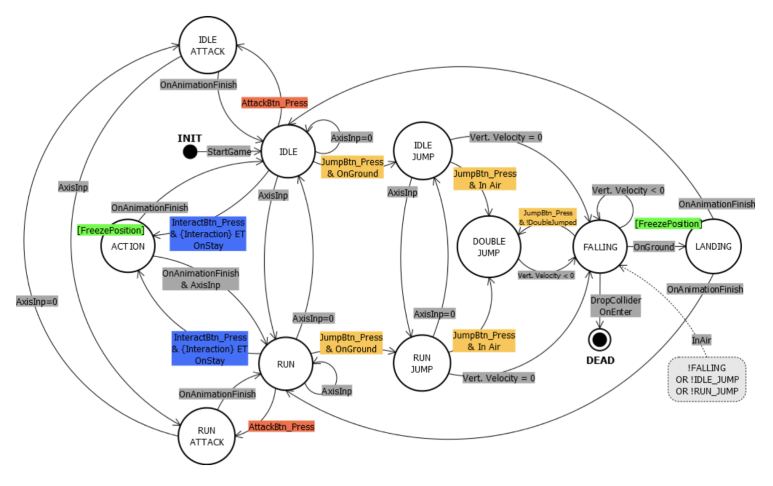 IDLE
ATTACK
OnAnimationFinish
AttackBtn_Press
INIT
StartGame
IDLE
AxisInp=0
IDLE
JUMP
Vert. Velocity = 0
JumpBtn_Press
& OnGround
JumpBtn_Press
& In Air
AxisInp
AxisInp
AxisInp
Vert. Velocity < 0
OnAnimationFinish
OnAnimationFinish
[FreezePosition]
ACTION
InteractBtn_Press
& {Interaction} ET
OnStay
JumpBtn_Press
& !DoubleJumped
[FreezePosition]
DOUBLE
JUMP
FALLING
OnGround
LANDING
OnAnimationFinish
& AxisInp
Vert. Velocity < 0
OnAnimationFinish
AxisInp=0
AxisInp=0
AxisInp=0
DropCollider
OnEnter
InteractBtn_Press
& {Interaction} ET
OnStay
RUN
JumpBtn_Press
& OnGround
JumpBtn_Press
& In Air
RUN
JUMP
DEAD
InAir
Vert. Velocity = 0
!FALLING
OR !IDLE_JUMP
OR !RUN_JUMP
OnAnimationFinish
AxisInp
RUN
ATTACK
AttackBtn_Press